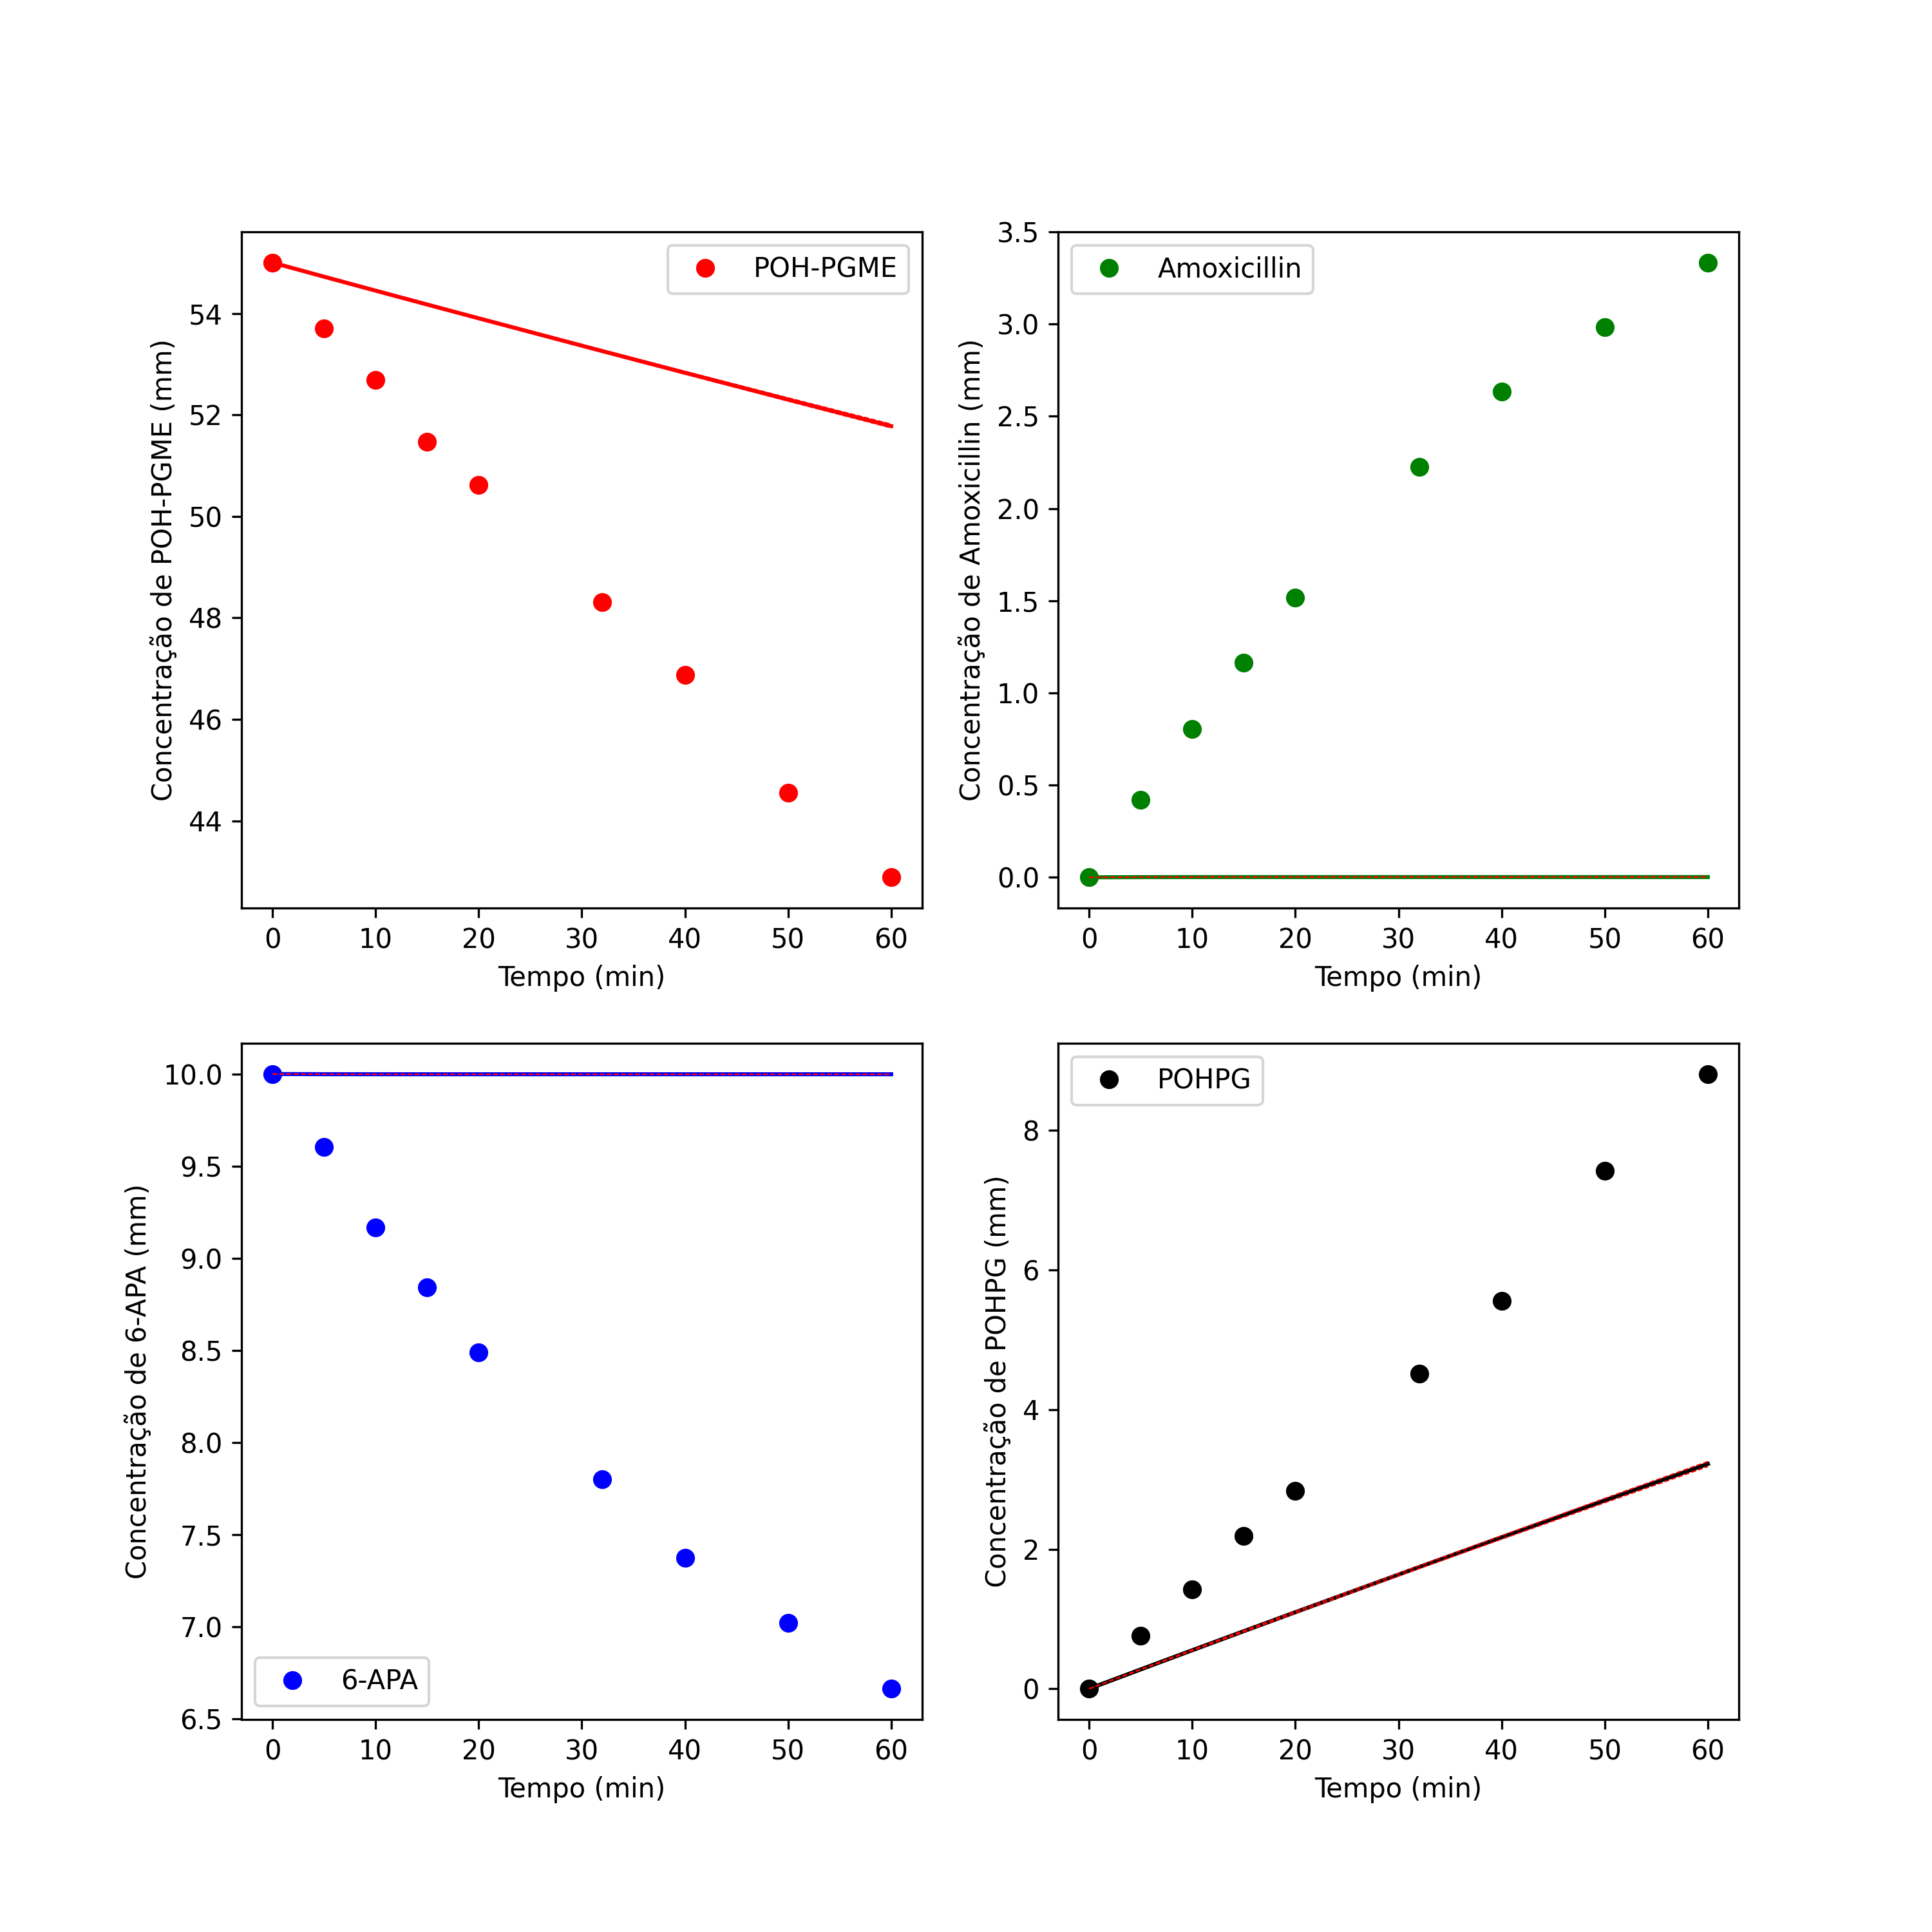 POH-PGME
Concentração de POH-PGME (mm)
54
52
50
48
46
44
0 10 20 30 40 50 60
Tempo (min)
Amoxicillin
Concentração de Amoxicillin (mm)
3.5
3.0
2.5
2.0
1.5
1.0
0.5
0.0
0 10 20 30 40 50 60
Tempo (min)
6-APA
Concentração de 6-APA (mm)
10.0
9.5
9.0
8.5
8.0
7.5
7.0
6.5
0 10 20 30 40 50 60
Tempo (min)
POHPG
Concentração de POHPG (mm)
8
6
4
2
0
0 10 20 30 40 50 60
Tempo (min)